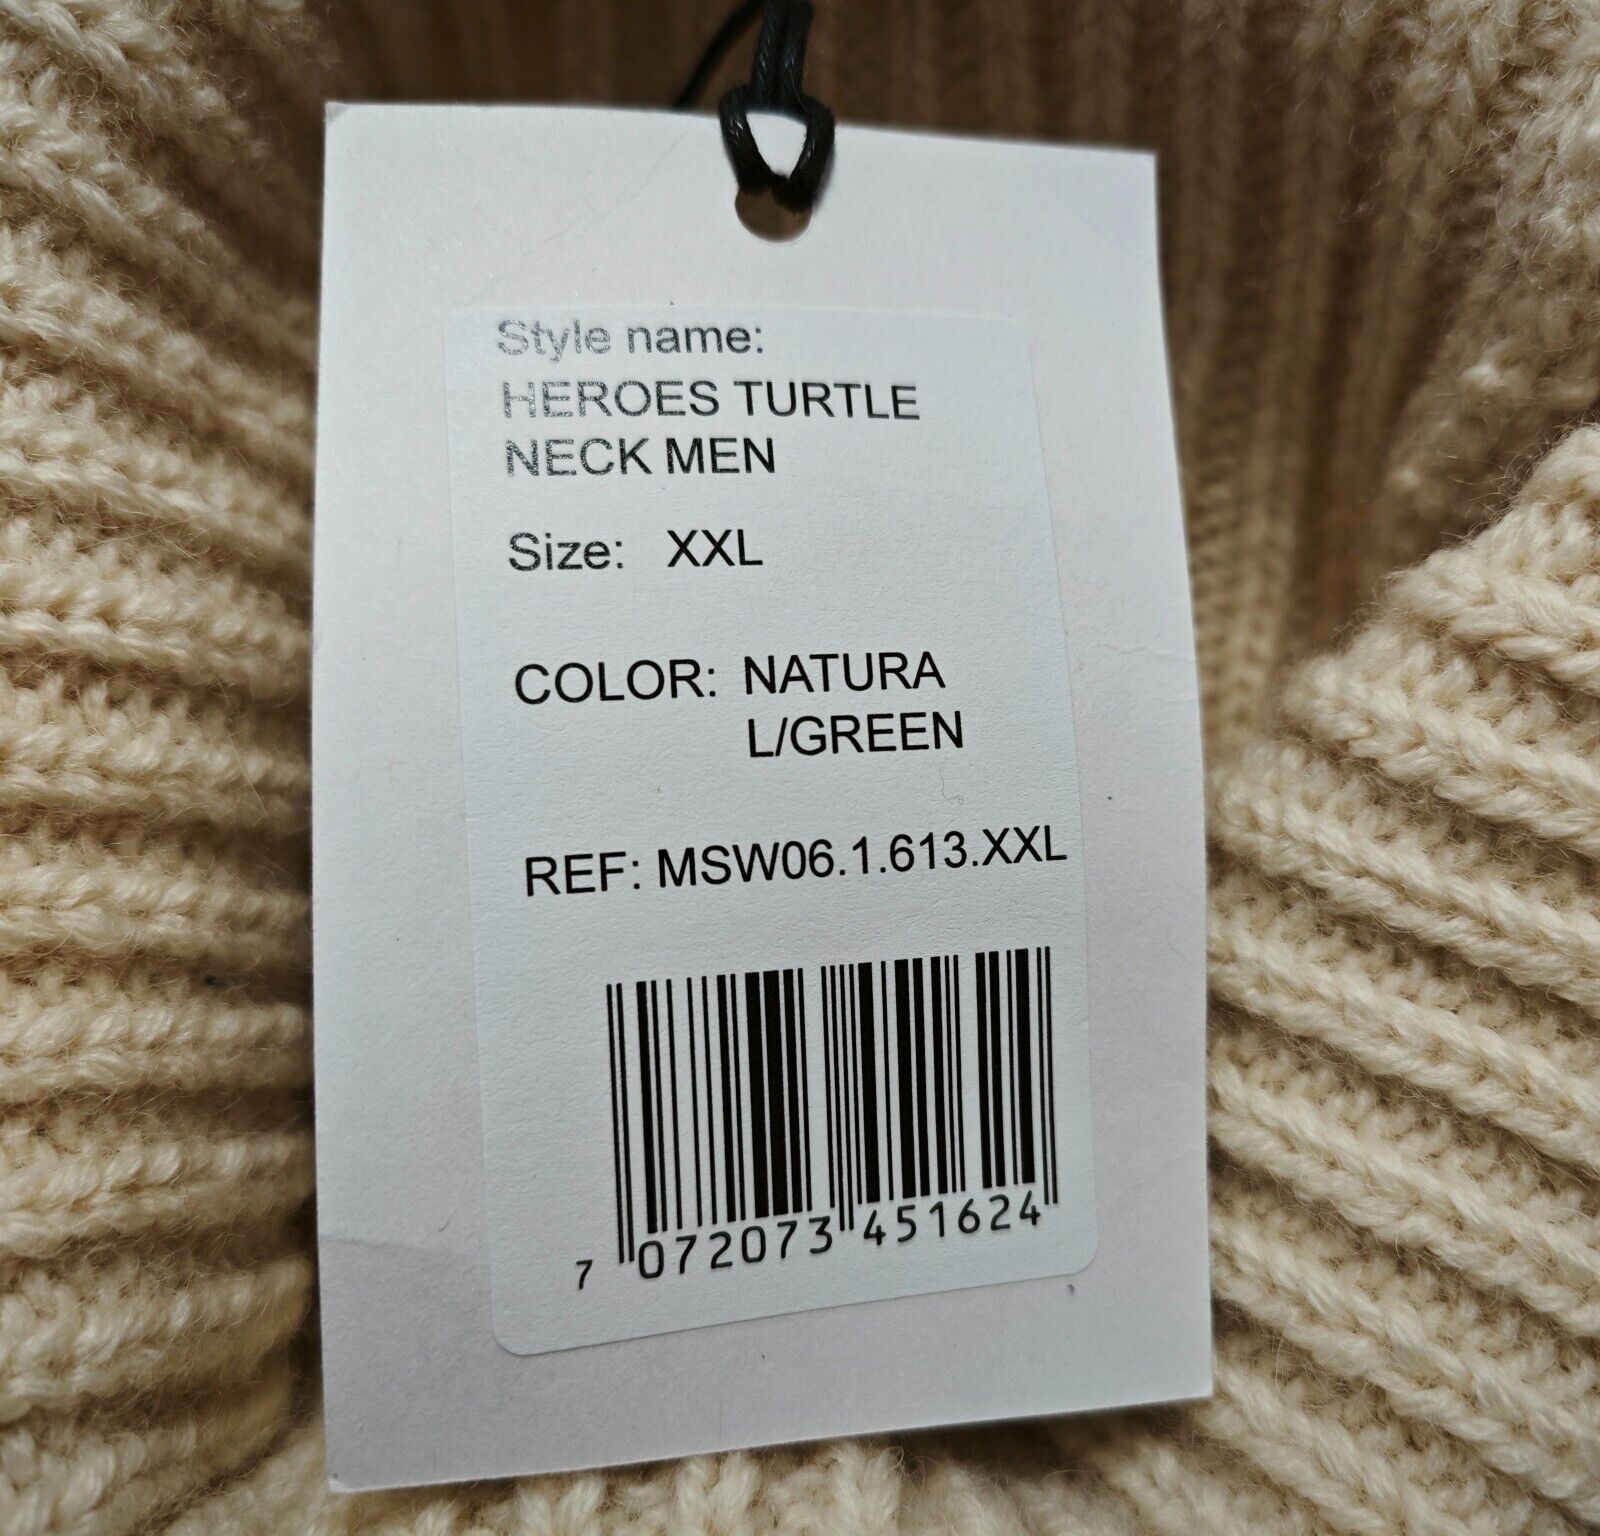 Style name:
HEROES TURTLE
NECK MEN
Size: XXL
COLOR: NATURA
L/GREEN
REF: MSW06.1.613.XXL
7 072073 451624